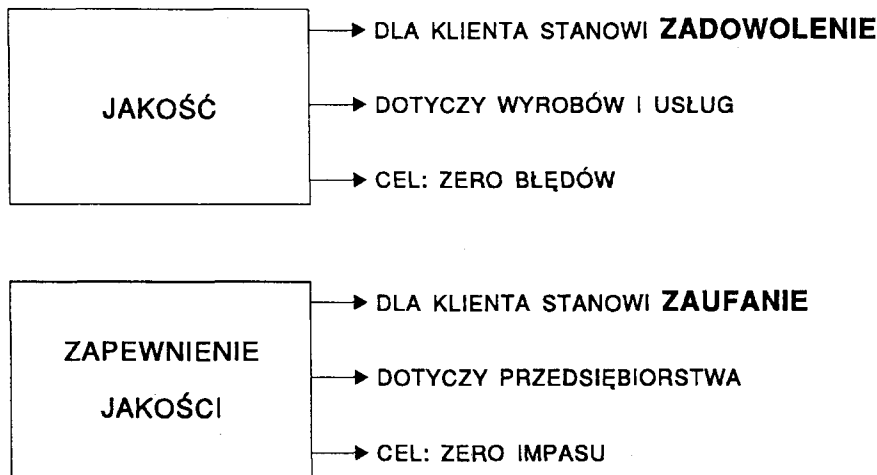 JAKOŚĆ
DLA KLIENTA STANOWI ZADOWOLENIE
DOTYCZY WYROBÓW I USŁUG
CEL: ZERO BŁĘDÓW
ZAPEWNIENIE
JAKOŚCI
DLA KLIENTA STANOWI ZAUFANIE
DOTYCZY PRZEDSIĘBIORSTWA
CEL: ZERO IMPASU